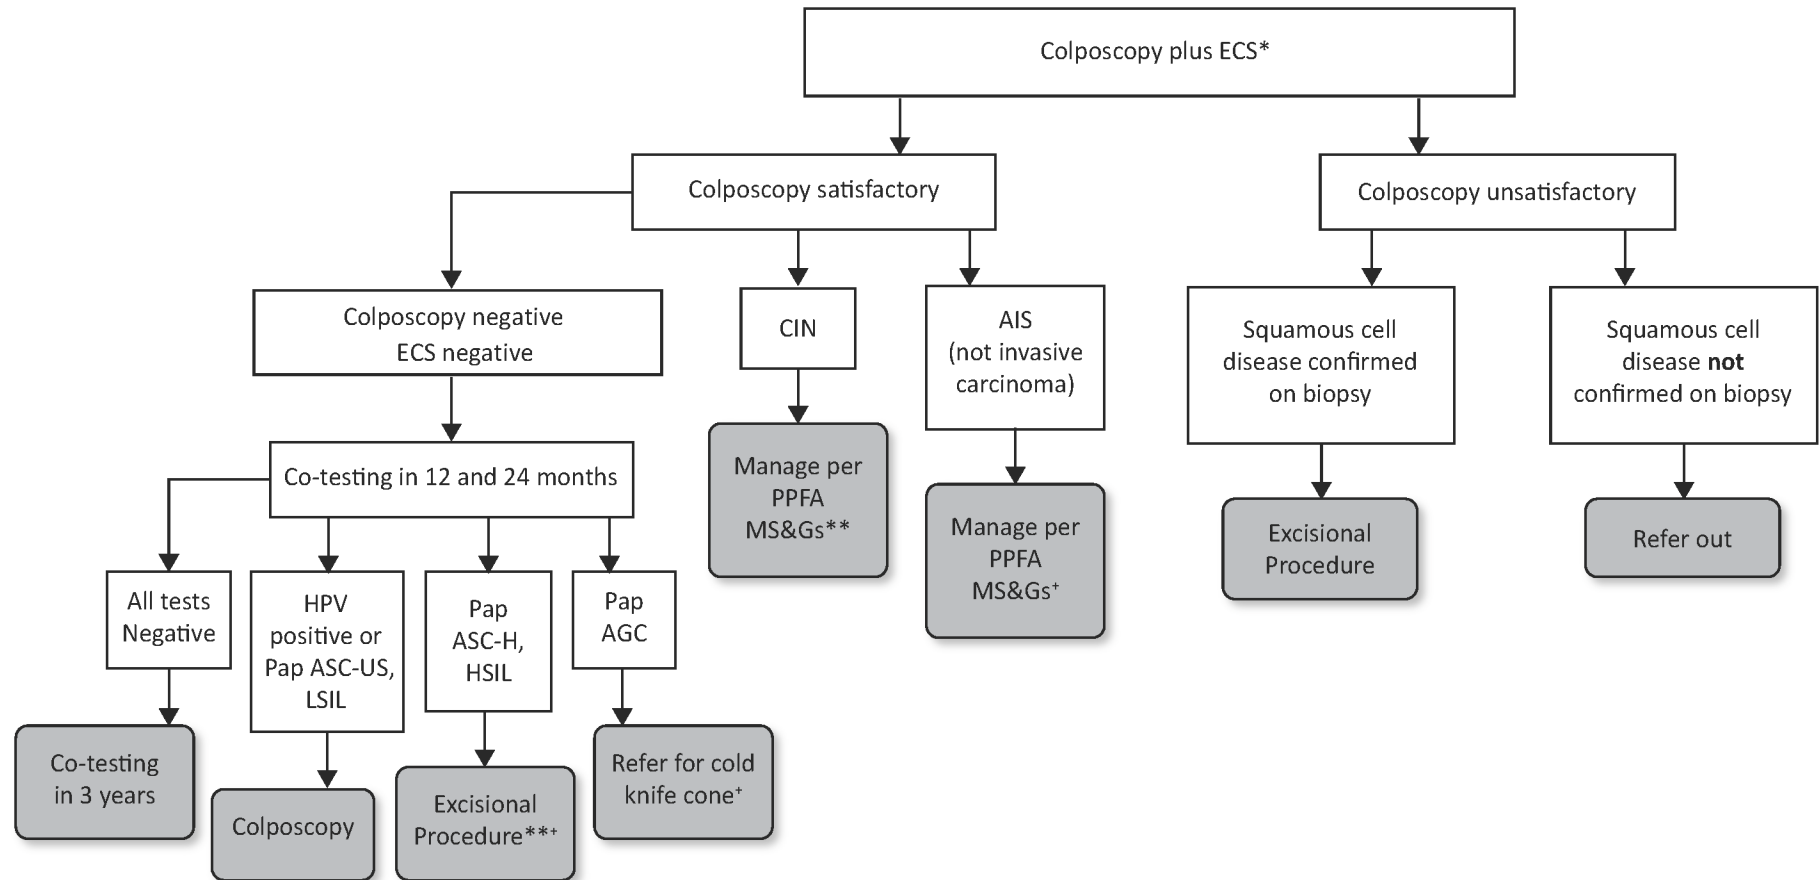 Colposcopy plus ECS*
Colposcopy satisfactory
Colposcopy unsatisfactory
Colposcopy negative
ECS negative
CIN
AIS
(not invasive
carcinoma)
Squamous cell
disease confirmed
on biopsy
Squamous cell
disease not
confirmed on biopsy
Co-testing in 12 and 24 months
Manage per
PPFA
MS&Gs**
Manage per
PPFA
MS&Gs⁺
Excisional
Procedure
Refer out
All tests
Negative
HPV
positive or
Pap ASC-US,
LSIL
Pap
ASC-H,
HSIL
Pap
AGC
Co-testing
in 3 years
Colposcopy
Excisional
Procedure**⁺
Refer for cold
knife cone⁺